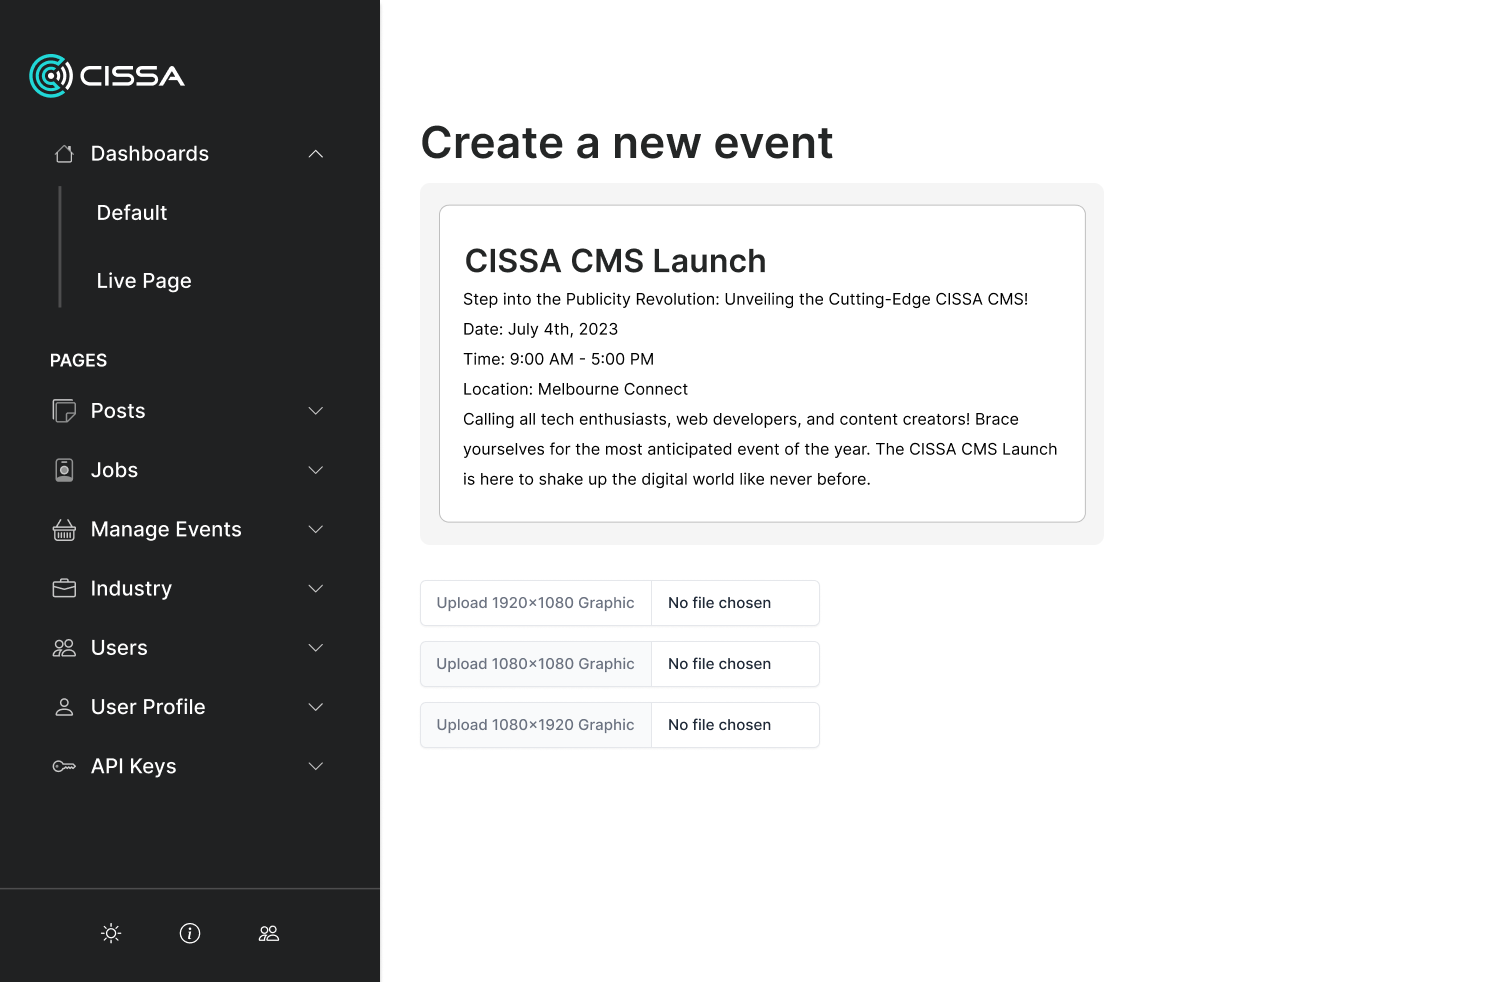 CISSA
Dashboards
Default
Live Page
PAGES
Posts
Jobs
Manage Events
Industry
Users
User Profile
API Keys
Create a new event
CISSA CMS Launch
Step into the Publicity Revolution: Unveiling the Cutting-Edge CISSA CMS!
Date: July 4th, 2023
Time: 9:00 AM - 5:00 PM
Location: Melbourne Connect
Calling all tech enthusiasts, web developers, and content creators! Brace
yourselves for the most anticipated event of the year. The CISSA CMS Launch
is here to shake up the digital world like never before.
Upload 1920×1080 Graphic No file chosen
Upload 1080×1080 Graphic No file chosen
Upload 1080×1920 Graphic No file chosen